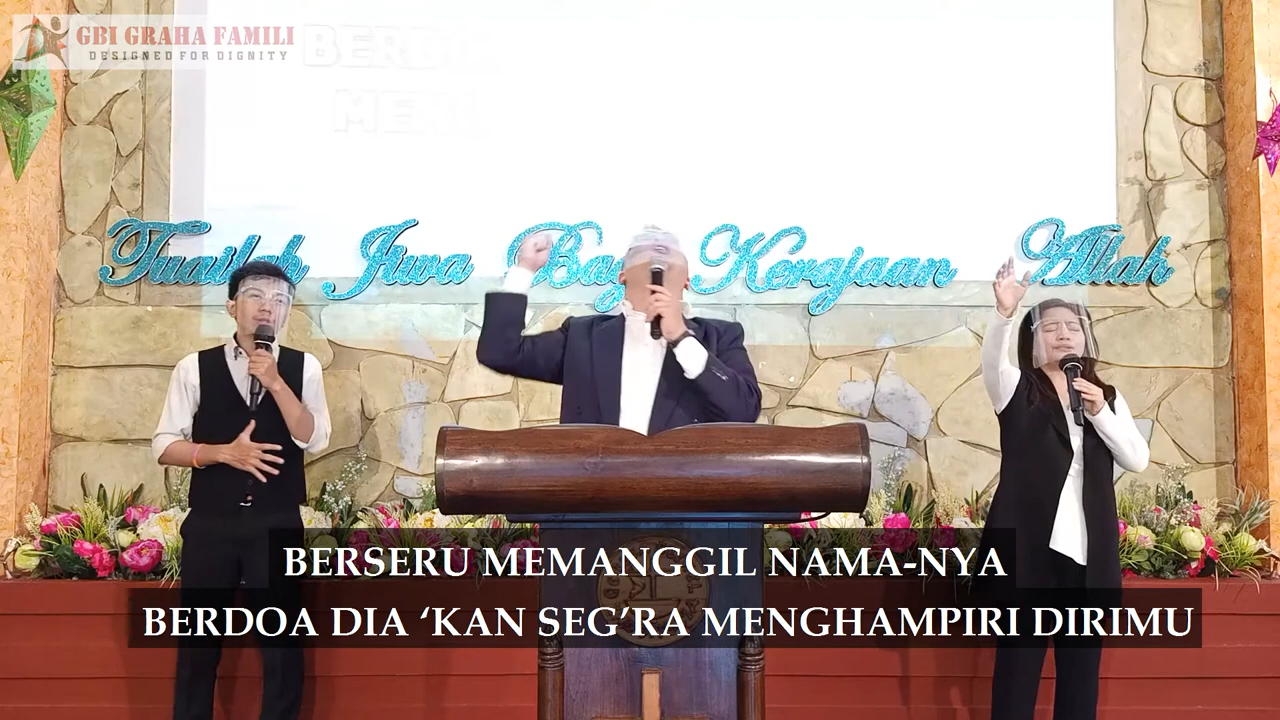 GBI GRAHA FAMILI
DESIGNED FOR DIGNITY
Tuailah Jiwa Bagi Kerajaan Allah
BERSERU MEMANGGIL NAMA-NYA
BERDOA DIA ‘KAN SEG’RA MENGHAMPIRI DIRIMU